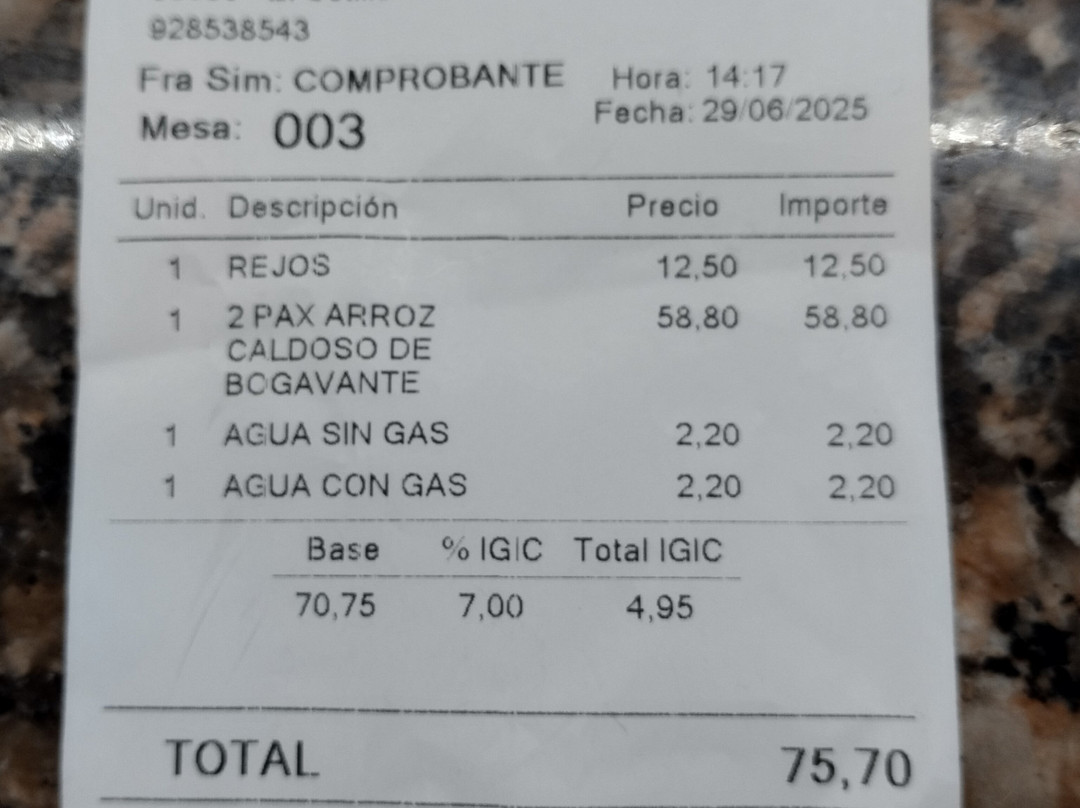 928538543
Fra Sim: COMPROBANTE Hora: 14:17
Mesa: 003 Fecha: 29/06/2025
Unid. Descripción Precio Importe
1 REJOS 12,50 12,50
1 2 PAX ARROZ 58,80 58,80
CALDOSO DE
BOGAVANTE
1 AGUA SIN GAS 2,20 2,20
1 AGUA CON GAS 2,20 2,20
Base % IGIC Total IGIC
70,75 7,00 4,95
TOTAL 75,70